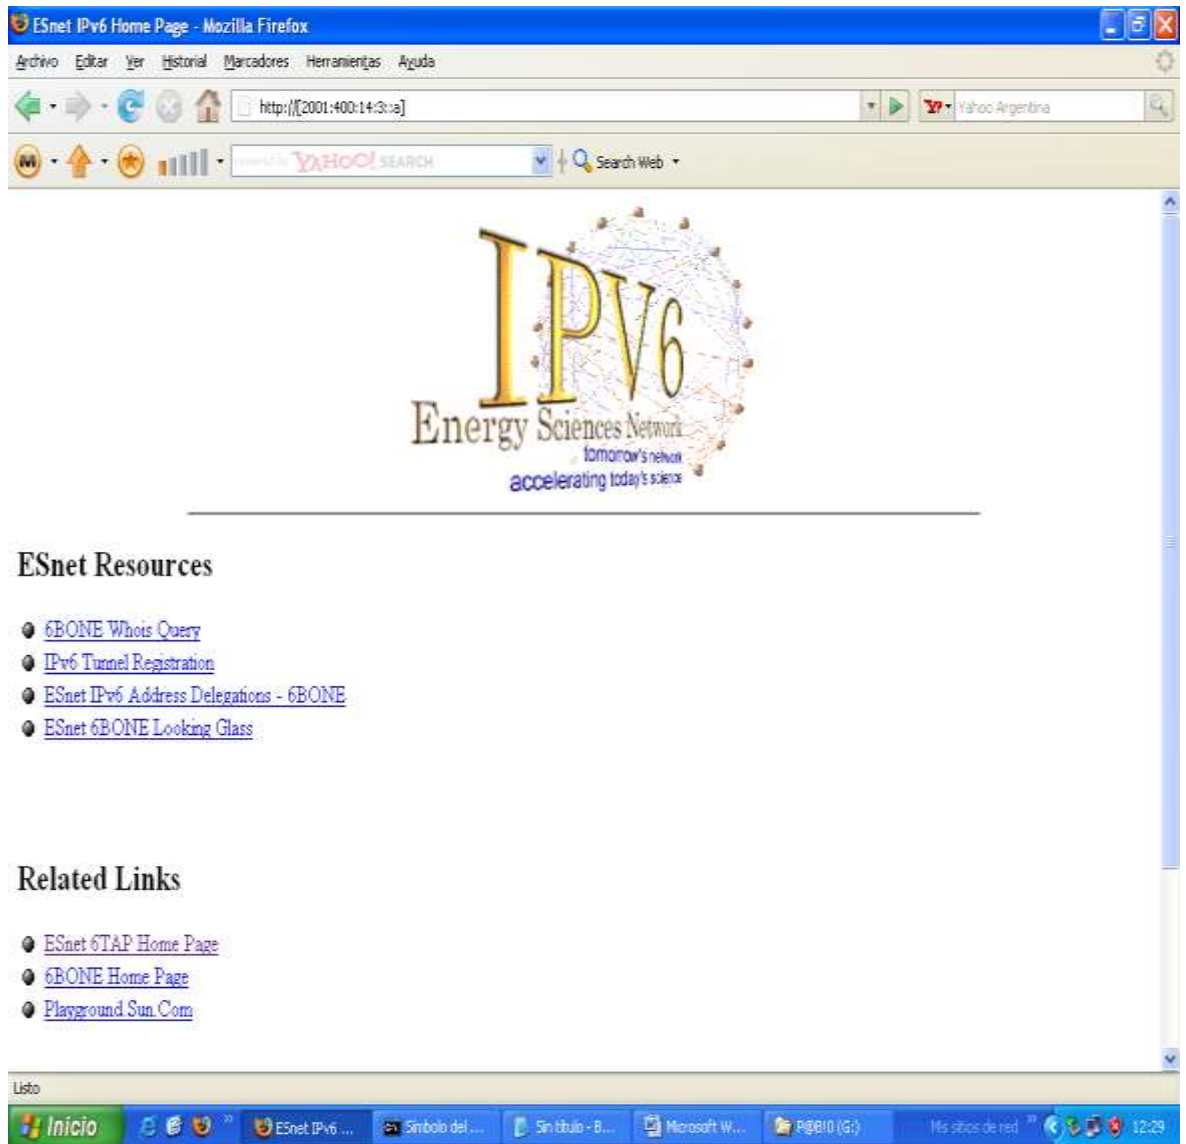 ESnet IPv6 Home Page - Mozilla Firefox
Archivo Editar Ver Historial Marcadores Herramientas Ayuda
http://[2001:400:14:3::a] Yahoo Argentina
YAHOO! SEARCH Search Web
IPV6
Energy Sciences Network
tomorrow's network
accelerating today's science
ESnet Resources
6BONE Whois Query
IPv6 Tunnel Registration
ESnet IPv6 Address Delegations - 6BONE
ESnet 6BONE Looking Glass
Related Links
ESnet 6TAP Home Page
6BONE Home Page
Playground.Sun.Com
Listo
Inicio ESnet IPv6 ... Símbolo del ... Sin título - B... Microsoft W... P@B!0 (G:) Mis sitios de red 12:29